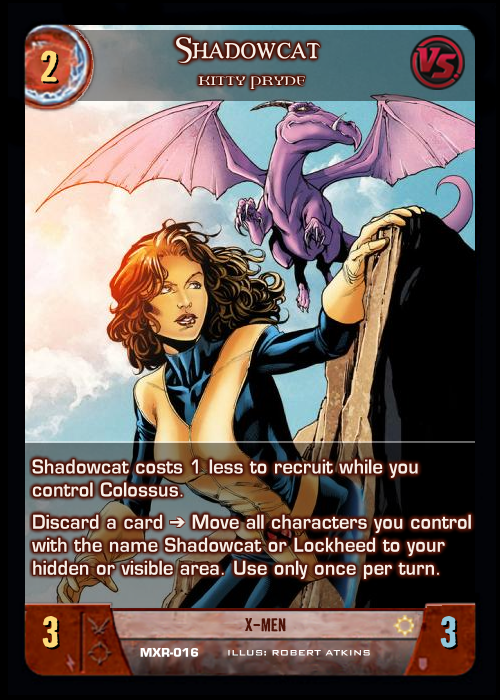 2
SHADOWCAT
VS
KITTY PRYDE
Shadowcat costs 1 less to recruit while you
control Colossus.
Discard a card ➔ Move all characters you control
with the name Shadowcat or Lockheed to your
hidden or visible area. Use only once per turn.
3
X-MEN
3
MXR-016 ILLUS: ROBERT ATKINS